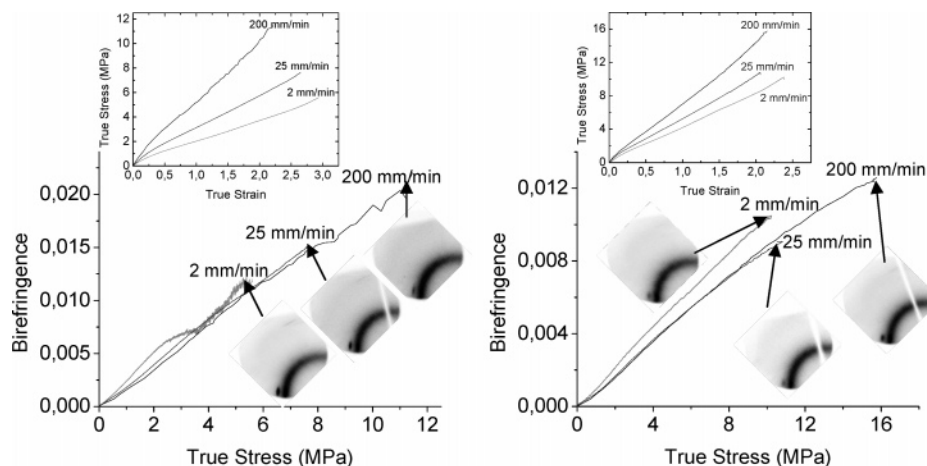 12
10
8
6
4
2
0
True Stress (MPa)
200 mm/min
25 mm/min
2 mm/min
0,0 0,5 1,0 1,5 2,0 2,5 3,0 3,5
True Strain
0,020
0,015
0,010
0,005
0,000
Birefringence
200 mm/min
25 mm/min
2 mm/min
0 2 4 6 8 10 12
True Stress (MPa)
16
12
8
4
0
True Stress (MPa)
200 mm/min
25 mm/min
2 mm/min
0,0 0,5 1,0 1,5 2,0 2,5
True Strain
0,012
0,008
0,004
0,000
Birefringence
200 mm/min
2 mm/min
25 mm/min
0 4 8 12 16
True Stress (MPa)